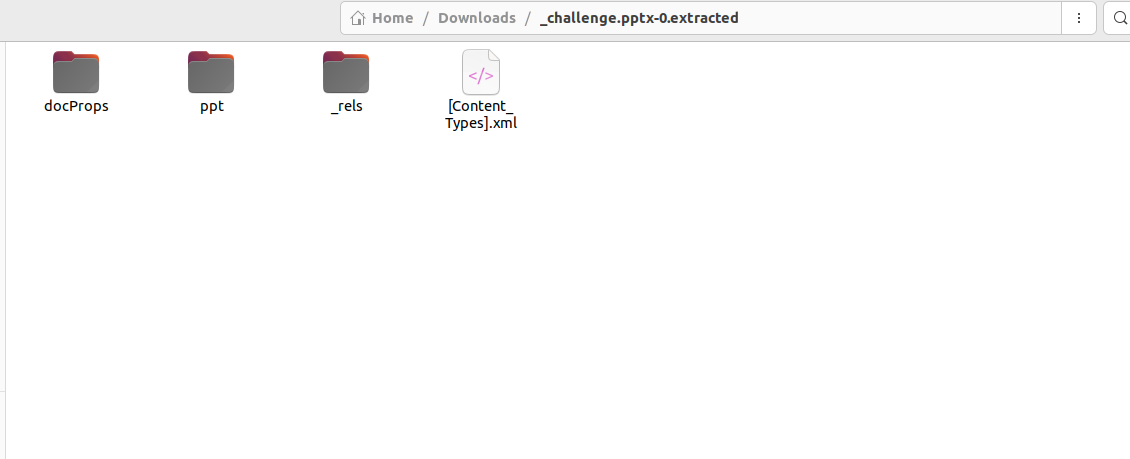 Home / Downloads / _challenge.pptx-0.extracted
docProps
ppt
_rels
</>
[Content_
Types].xml